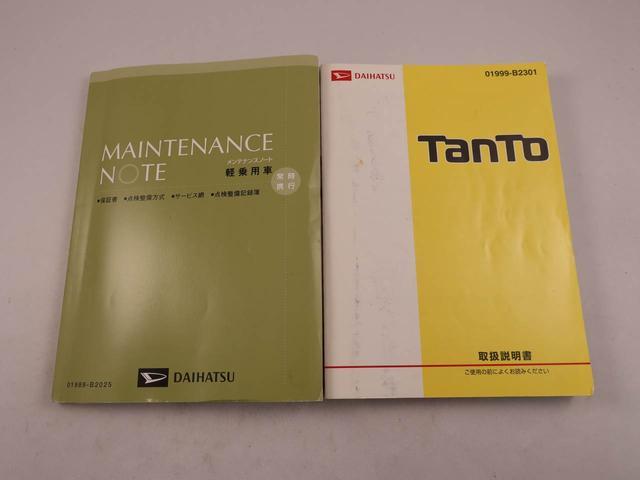 MAINTENANCE
NOTE
メンテナンスノート
軽乗用車
常時
携行
●保証書 ●点検整備方式 ●サービス網 ●点検整備記録簿
01999-B2025
DAIHATSU
DAIHATSU
01999-B2301
TanTo
取扱説明書
ご使用の前によくお読みください